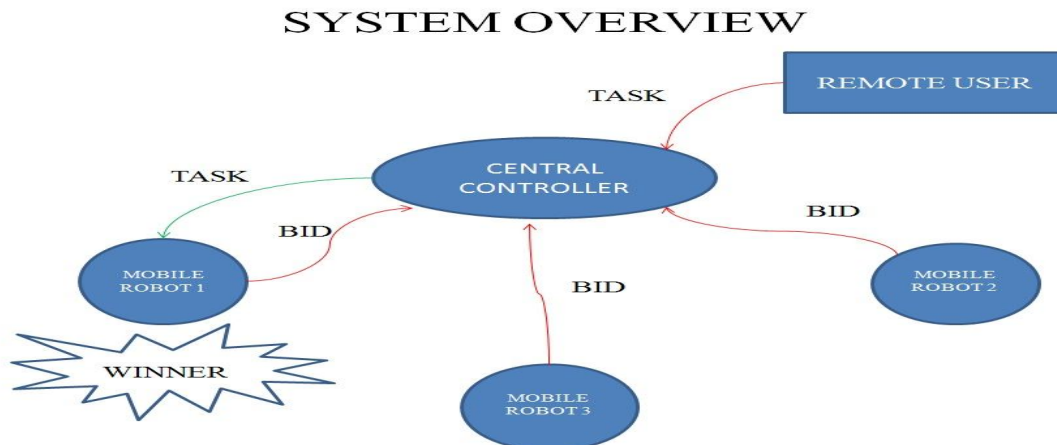 SYSTEM OVERVIEW
REMOTE USER
TASK
CENTRAL
CONTROLLER
TASK
BID
BID
BID
MOBILE
ROBOT 1
MOBILE
ROBOT 2
WINNER
MOBILE
ROBOT 3